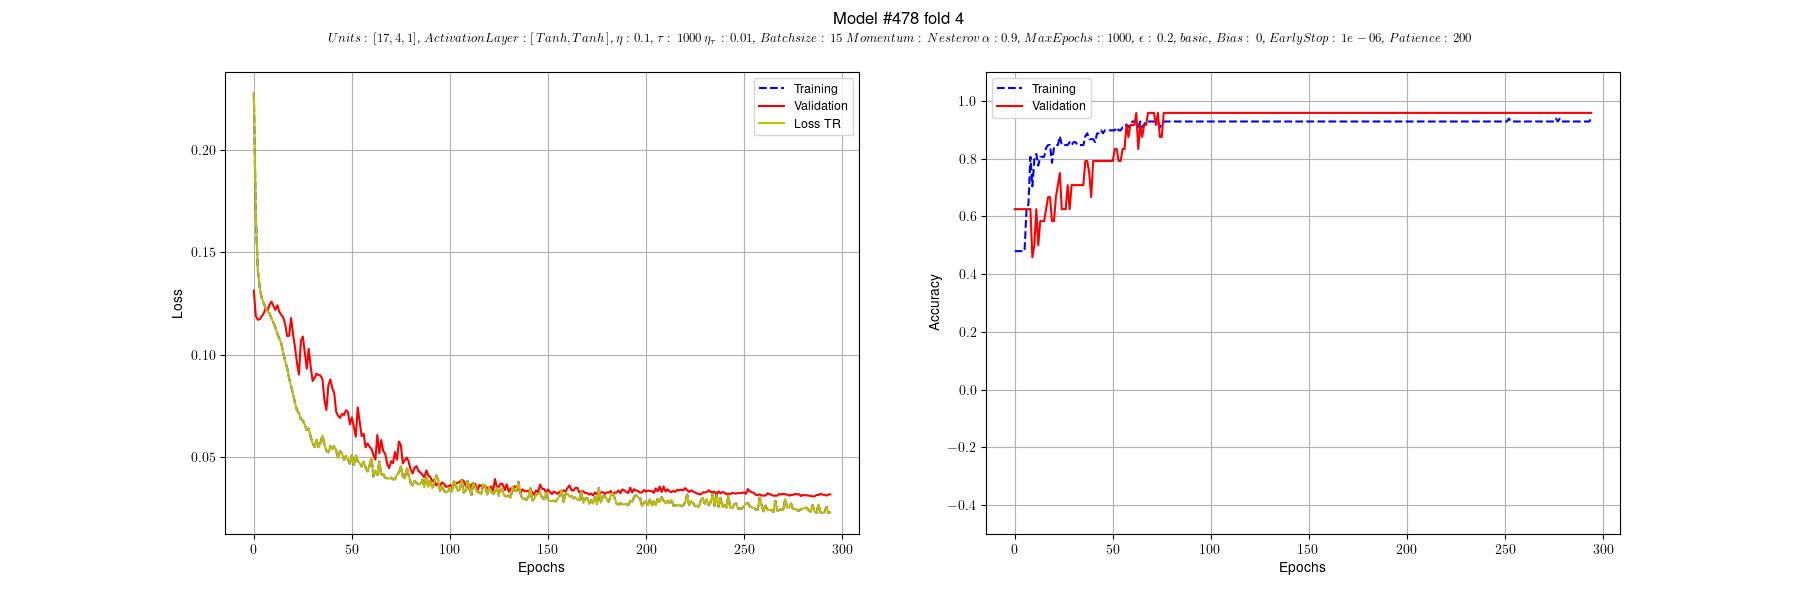 Model #478 fold 4
Units : [17, 4, 1], ActivationLayer : [Tanh, Tanh], η : 0.1, τ : 1000 ητ : 0.01, Batchsize : 15 Momentum : Nesterov α : 0.9, MaxEpochs : 1000, ϵ : 0.2, basic, Bias : 0, EarlyStop : 1e − 06, Patience : 200
Training
Validation
Loss TR
0.20
0.15
0.10
0.05
Loss
0 50 100 150 200 250 300
Epochs
Training
Validation
1.0
0.8
0.6
0.4
0.2
0.0
−0.2
−0.4
Accuracy
0 50 100 150 200 250 300
Epochs